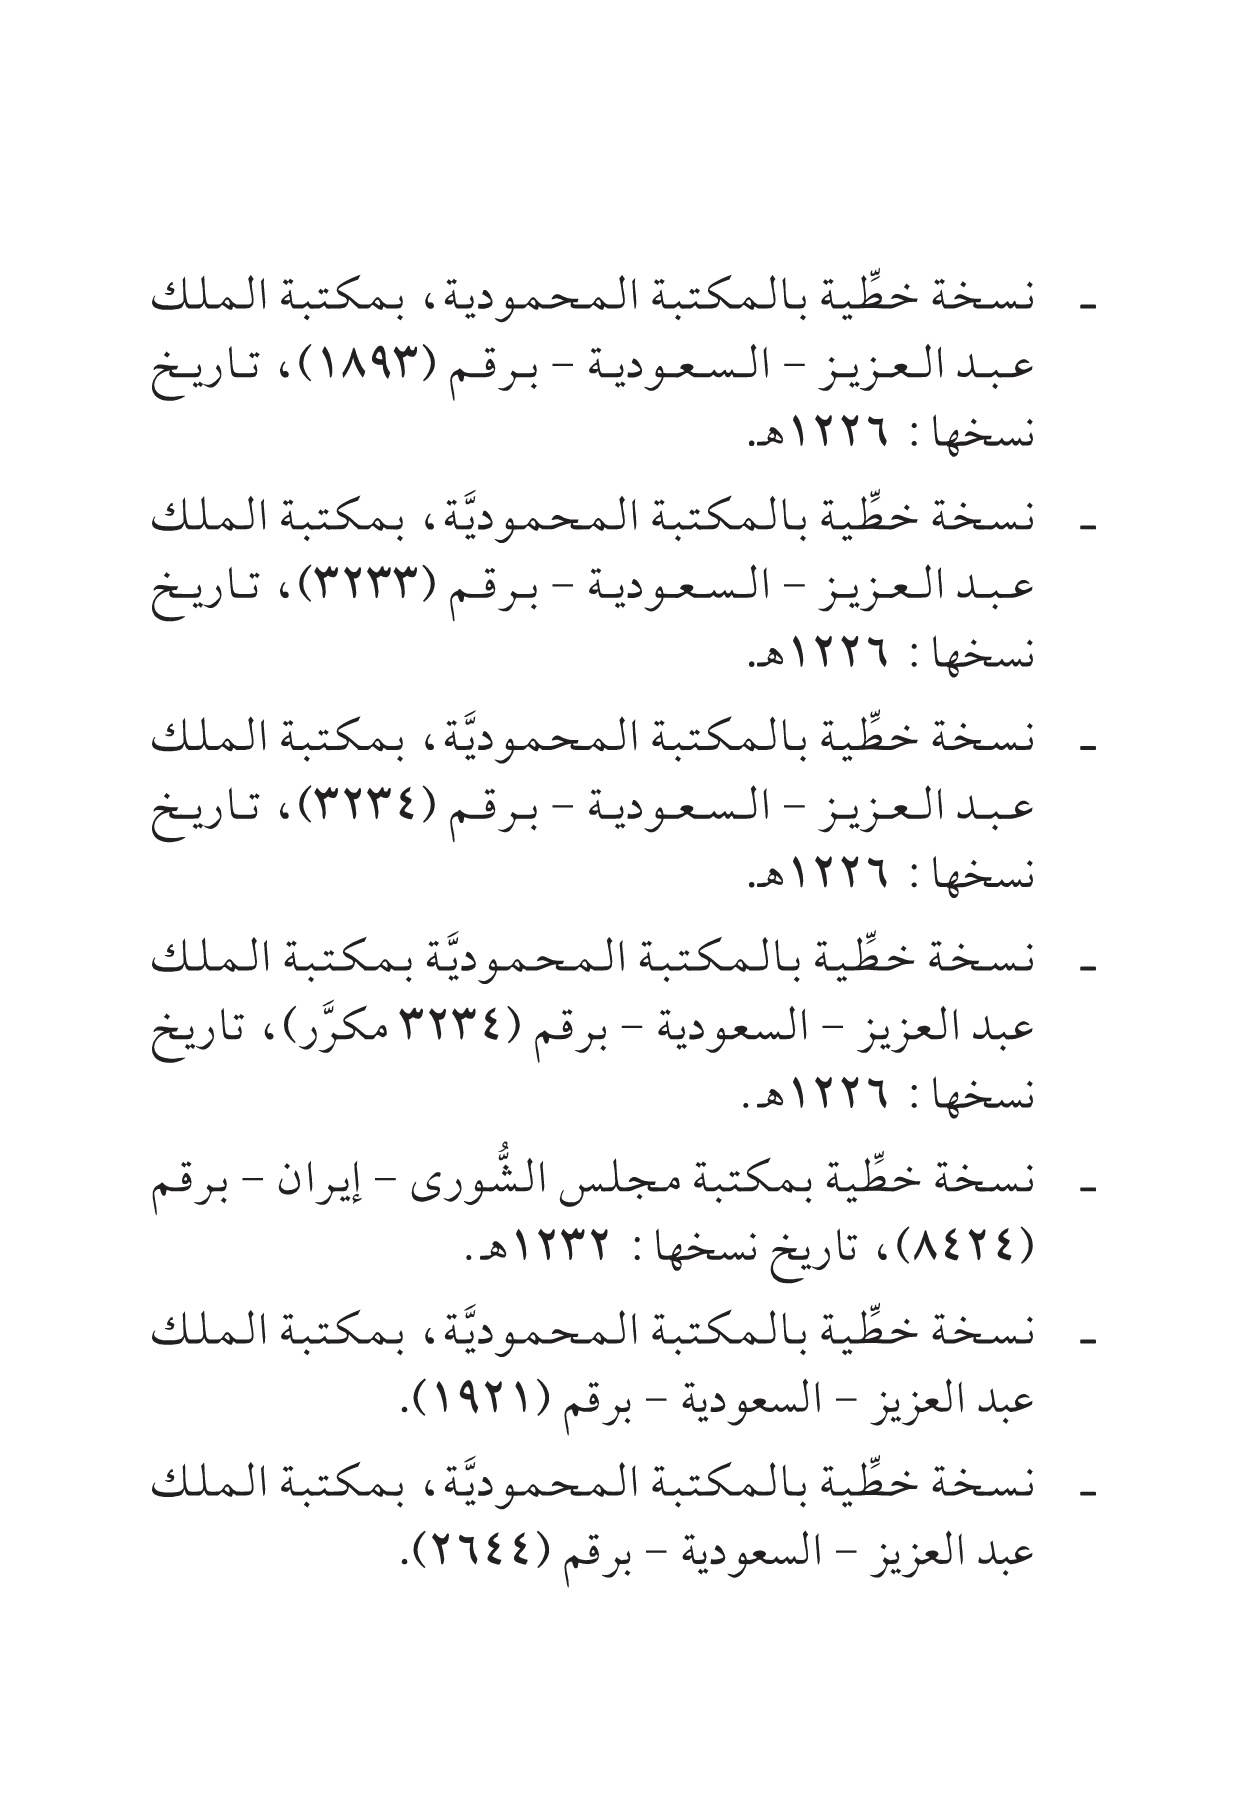 ـ نسخة خطِّية بالمكتبة المحمودية، بمكتبة الملك
عبد العزيز – السعودية – برقم (١٨٩٣)، تاريخ
نسخها: ١٢٢٦هـ.
ـ نسخة خطِّية بالمكتبة المحموديَّة، بمكتبة الملك
عبد العزيز – السعودية – برقم (٣٢٣٣)، تاريخ
نسخها: ١٢٢٦هـ.
ـ نسخة خطِّية بالمكتبة المحموديَّة، بمكتبة الملك
عبد العزيز – السعودية – برقم (٣٢٣٤)، تاريخ
نسخها: ١٢٢٦هـ.
ـ نسخة خطِّية بالمكتبة المحموديَّة بمكتبة الملك
عبد العزيز – السعودية – برقم (٣٢٣٤ مكرَّر)، تاريخ
نسخها: ١٢٢٦هـ.
ـ نسخة خطِّية بمكتبة مجلس الشُّورى – إيران – برقم
(٨٤٢٤)، تاريخ نسخها: ١٢٣٢هـ.
ـ نسخة خطِّية بالمكتبة المحموديَّة، بمكتبة الملك
عبد العزيز – السعودية – برقم (١٩٢١).
ـ نسخة خطِّية بالمكتبة المحموديَّة، بمكتبة الملك
عبد العزيز – السعودية – برقم (٢٦٤٤).